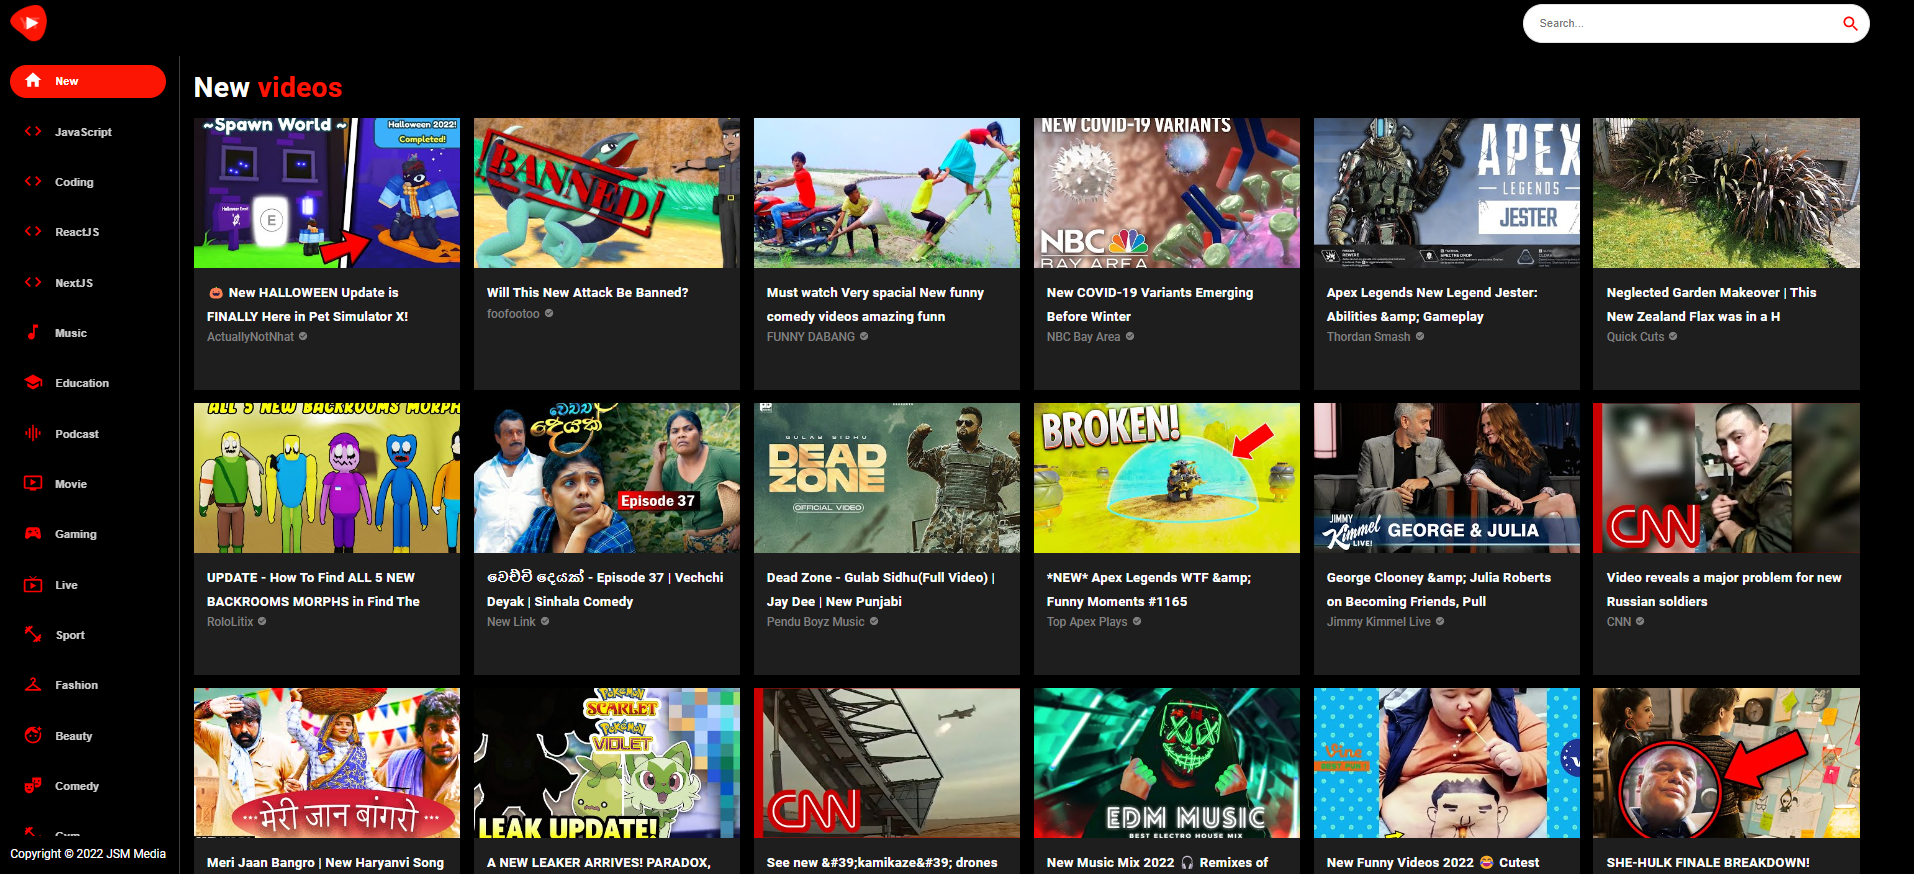 Search...
New
JavaScript
Coding
ReactJS
NextJS
Music
Education
Podcast
Movie
Gaming
Live
Sport
Fashion
Beauty
Comedy
Gym
Copyright © 2022 JSM Media
New videos
~Spawn World ~
Halloween 2022!
Completed!
E
BANNED
NEW COVID-19 VARIANTS
NBC
BAY AREA
APEX
LEGENDS
JESTER
🎃 New HALLOWEEN Update is
FINALLY Here in Pet Simulator X!
ActuallyNotNhat
Will This New Attack Be Banned?
foofootoo
Must watch Very spacial New funny
comedy videos amazing funn
FUNNY DABANG
New COVID-19 Variants Emerging
Before Winter
NBC Bay Area
Apex Legends New Legend Jester:
Abilities &amp; Gameplay
Thordan Smash
Neglected Garden Makeover | This
New Zealand Flax was in a H
Quick Cuts
ALL 5 NEW BACKROOMS MORPHS
වෙච්චි
දෙයක්
Episode 37
GULAB SIDHU
DEAD
ZONE
OFFICIAL VIDEO
BROKEN!
JIMMY
Kimmel
LIVE!
GEORGE & JULIA
CNN
UPDATE - How To Find ALL 5 NEW
BACKROOMS MORPHS in Find The
RoloLitix
වෙච්චි දෙයක් - Episode 37 | Vechchi
Deyak | Sinhala Comedy
New Link
Dead Zone - Gulab Sidhu(Full Video) |
Jay Dee | New Punjabi
Pendu Boyz Music
*NEW* Apex Legends WTF &amp;
Funny Moments #1165
Top Apex Plays
George Clooney &amp; Julia Roberts
on Becoming Friends, Pull
Jimmy Kimmel Live
Video reveals a major problem for new
Russian soldiers
CNN
मेरी जान बांगरो
POKÉMON
SCARLET
POKÉMON
VIOLET
LEAK UPDATE!
CNN
EDM MUSIC
BEST ELECTRO HOUSE MIX
Vine
Meri Jaan Bangro | New Haryanvi Song
A NEW LEAKER ARRIVES! PARADOX,
See new &#39;kamikaze&#39; drones
New Music Mix 2022 🎧 Remixes of
New Funny Videos 2022 😂 Cutest
SHE-HULK FINALE BREAKDOWN!